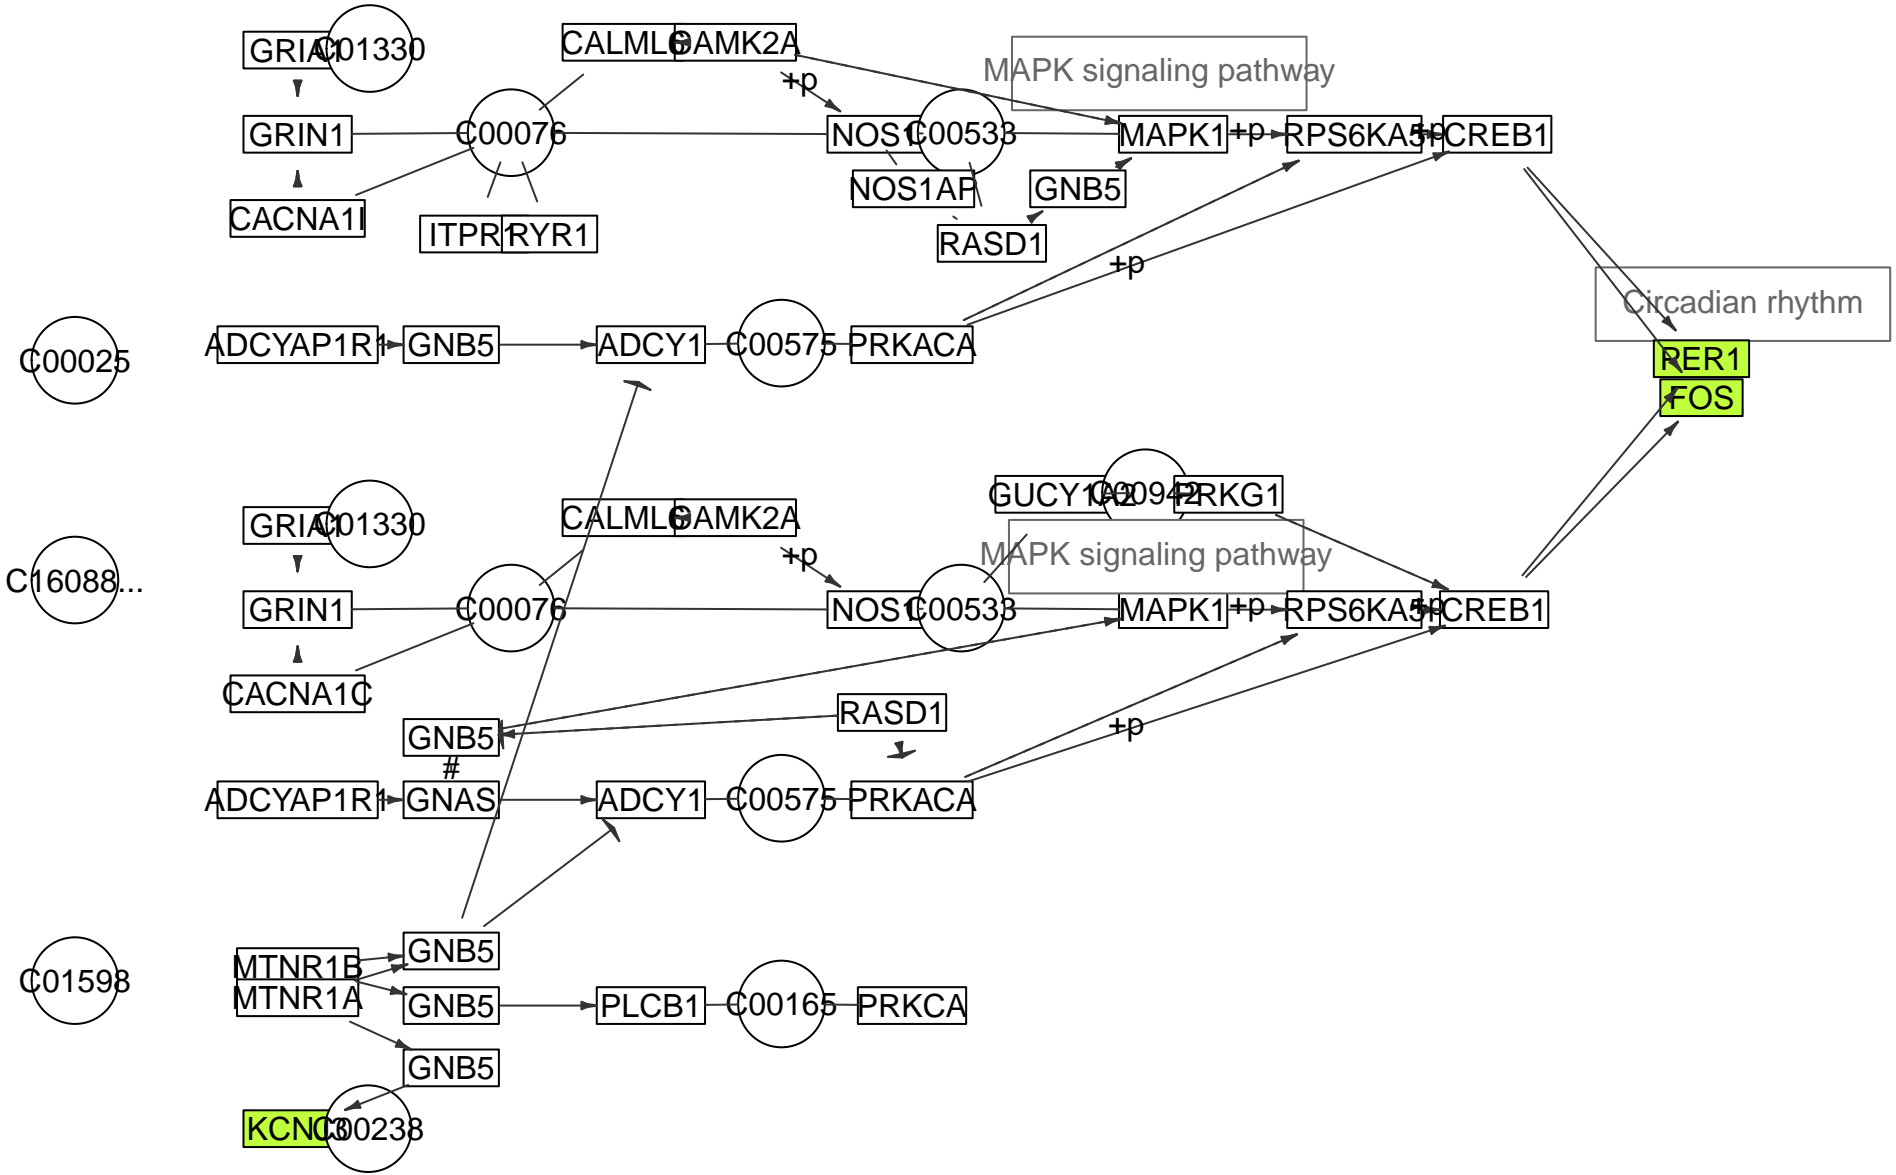 GRIA1
C01330
CALML6
CAMK2A
MAPK signaling pathway
+p
GRIN1
C00076
NOS1
C00533
MAPK1
+p
RPS6KA5
+p
CREB1
NOS1AP
GNB5
CACNA1I
ITPR1
RYR1
RASD1
+p
Circadian rhythm
C00025
ADCYAP1R1
GNB5
ADCY1
C00575
PRKACA
PER1
FOS
GUCY1A2
C00942
PRKG1
GRIA1
C01330
CALML6
CAMK2A
MAPK signaling pathway
+p
C16088...
GRIN1
C00076
NOS1
C00533
MAPK1
+p
RPS6KA5
+p
CREB1
CACNA1C
RASD1
+p
GNB5
#
ADCYAP1R1
GNAS
ADCY1
C00575
PRKACA
GNB5
MTNR1B
C01598
MTNR1A
GNB5
PLCB1
C00165
PRKCA
GNB5
C00238